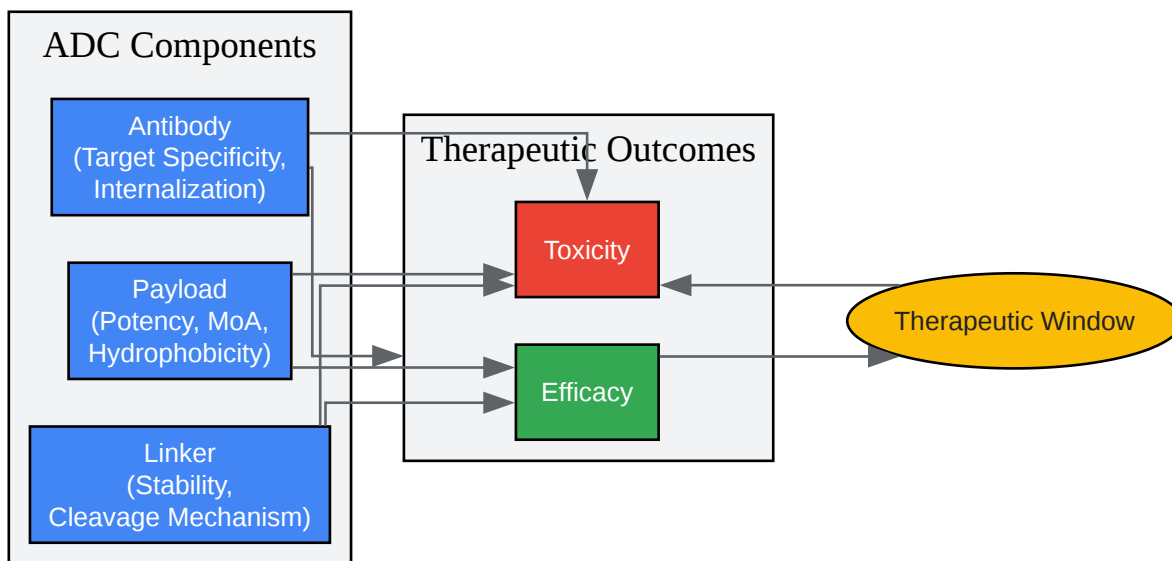 ADC Components
Antibody
(Target Specificity,
Internalization)
Payload
(Potency, MoA,
Hydrophobicity)
Linker
(Stability,
Cleavage Mechanism)
Therapeutic Outcomes
Toxicity
Efficacy
Therapeutic Window